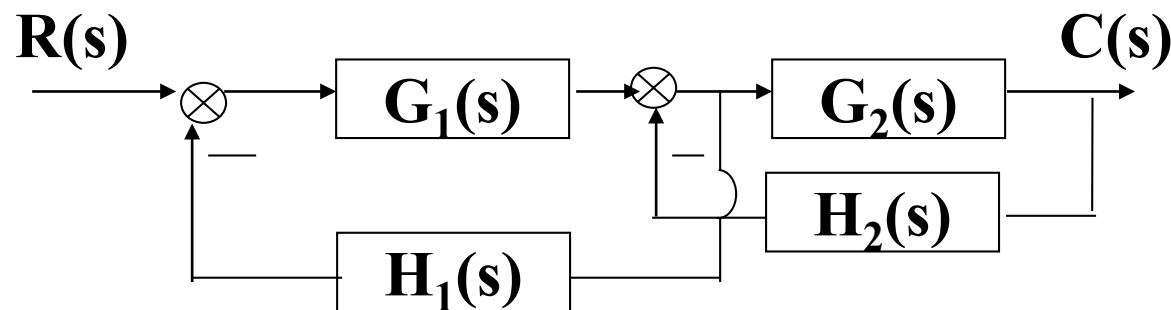 R(s) C(s)
G₁(s) G₂(s)
— —
H₂(s)
H₁(s)